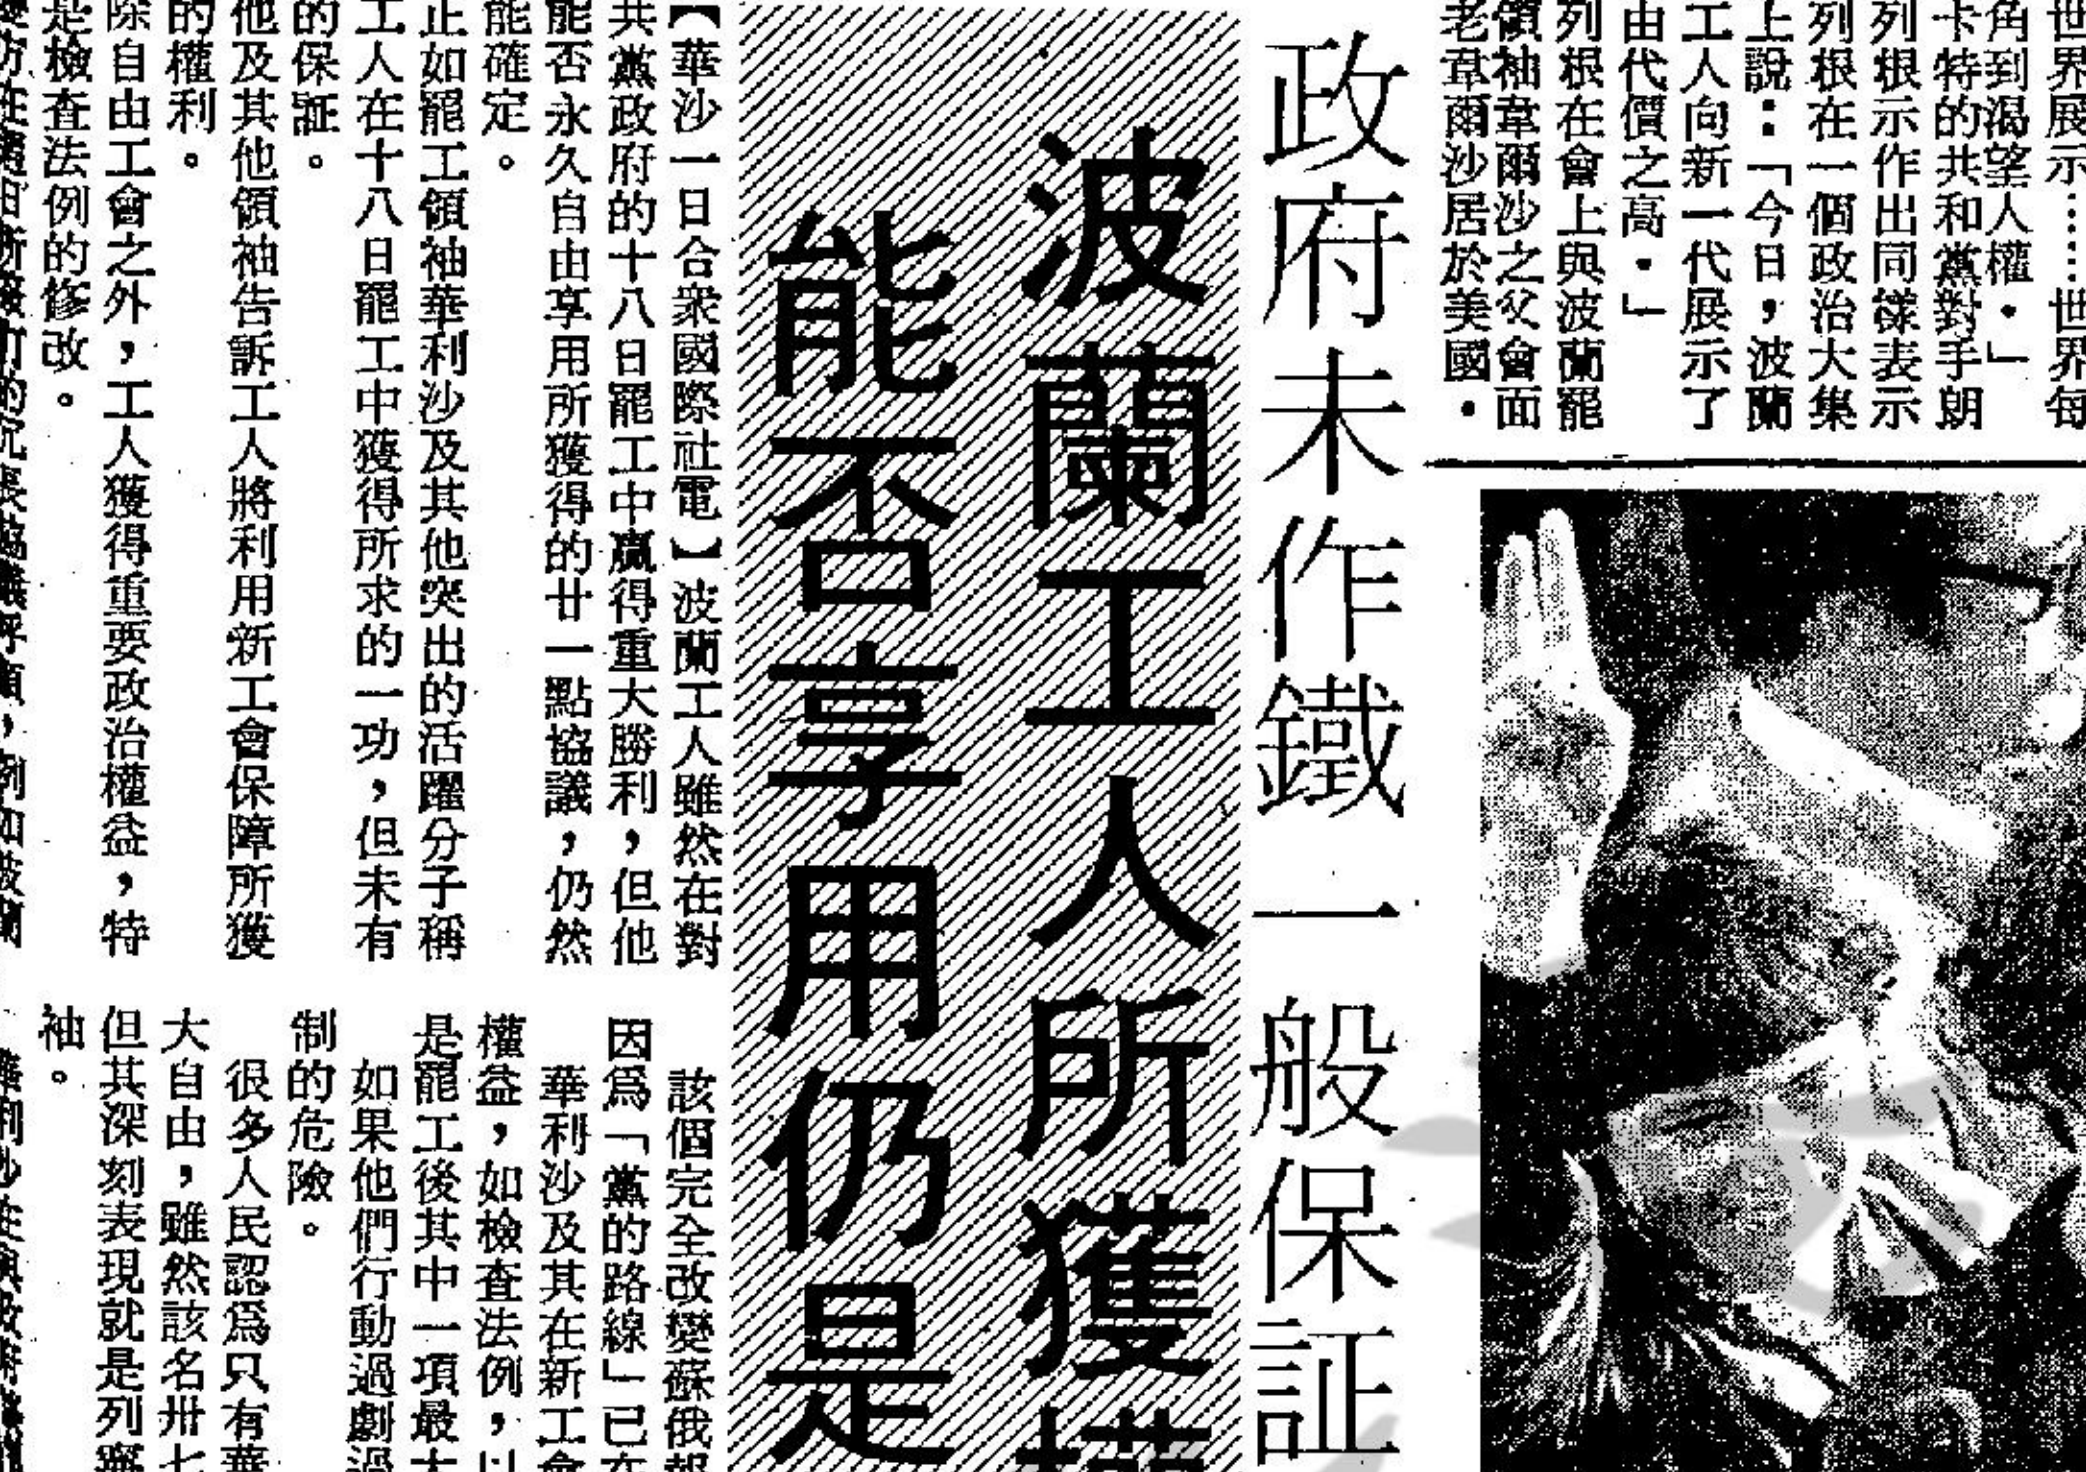 世界展示……世界每
角到渴望人權．」
卡特的共和黨對手朗
列根示作出同樣表示
列根在一個政治大集
上說：「今日，波蘭
工人向新一代展示了
由代價之高．」
列根在會上與波蘭罷
領袖韋爾沙之父會面
老韋爾沙居於美國．
政府未作鐵一般保証
波蘭工人所獲權
能否享用仍是
【華沙一日合衆國際社電】波蘭工人雖然在對
共黨政府的十八日罷工中贏得重大勝利，但他
能否永久自由享用所獲得的廿一點協議，仍然
能確定。
正如罷工領袖華利沙及其他突出的活躍分子稱
工人在十八日罷工中獲得所求的一功，但未有
的保証。
他及其他領袖告訴工人將利用新工會保障所獲
的權利。
除自由工會之外，工人獲得重要政治權益，特
是檢查法例的修改。
該個完全改變蘇俄報
因爲「黨的路線」已在
華利沙及其在新工會
權益，如檢查法例，以
是罷工後其中一項最大
如果他們行動過劇過
制的危險。
很多人民認爲只有華
大自由，雖然該名卅七
但其深刻表現就是列寧
袖。